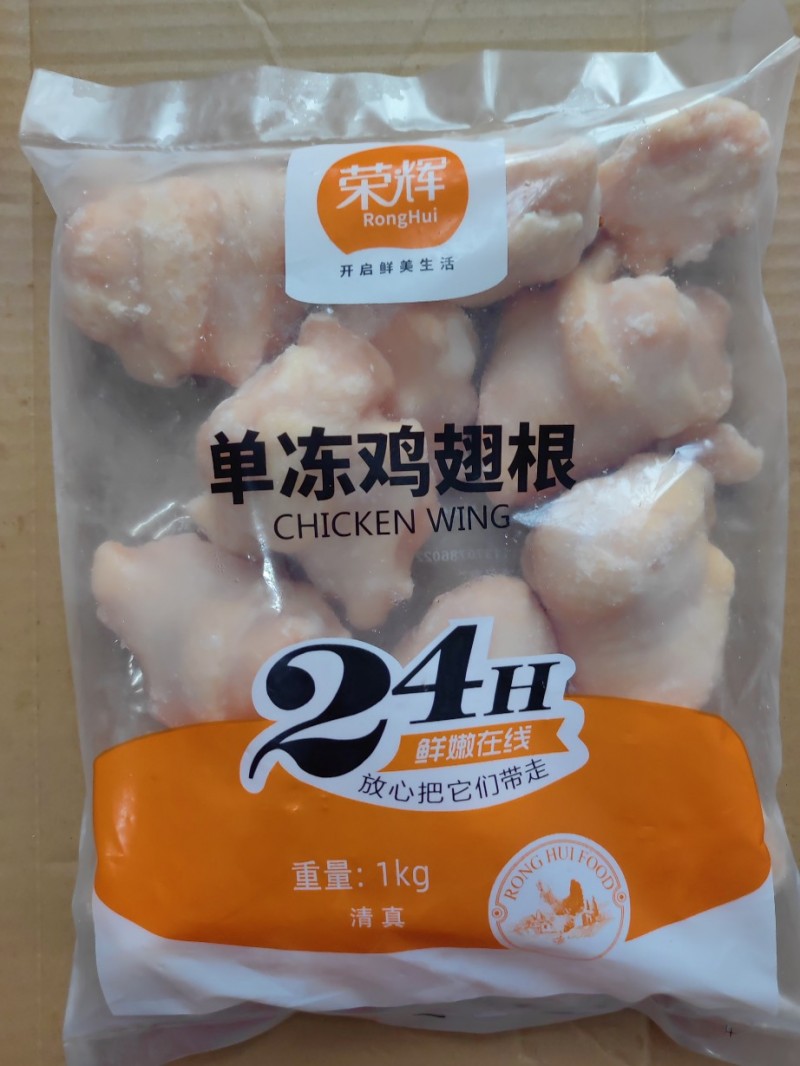 荣辉
RongHui
开启鲜美生活
单冻鸡翅根
CHICKEN WING
24H
鲜嫩在线
放心把它们带走
重量: 1kg
清真
RONG HUI FOOD